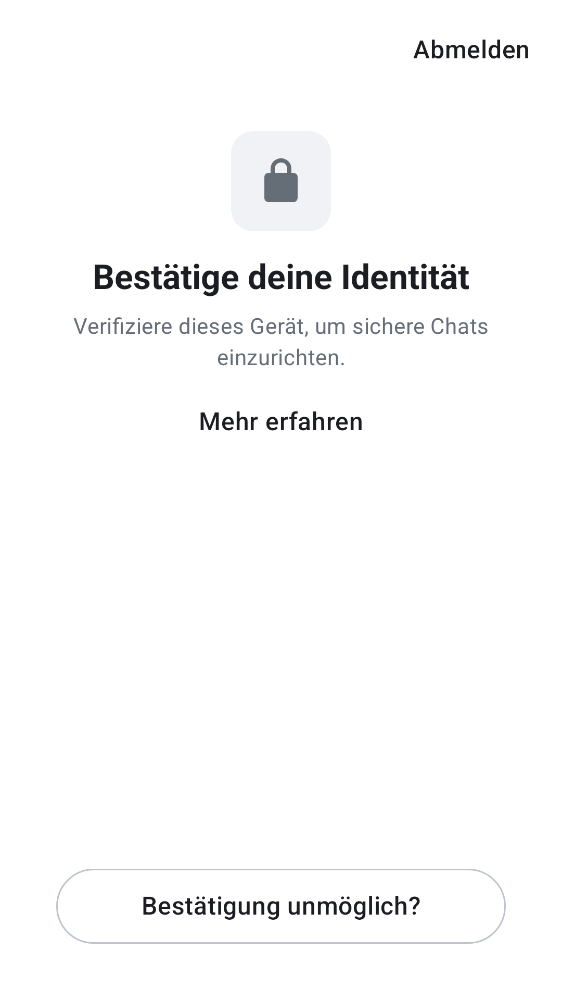 Abmelden
Bestätige deine Identität
Verifiziere dieses Gerät, um sichere Chats
einzurichten.
Mehr erfahren
Bestätigung unmöglich?